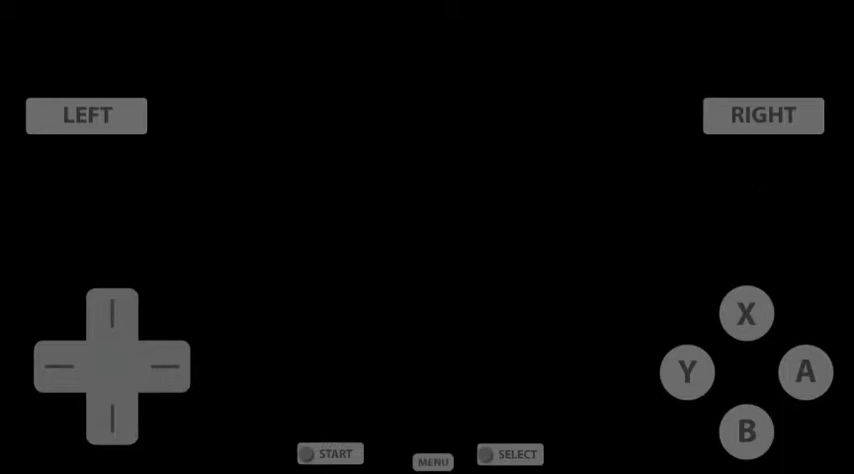 LEFT
RIGHT
X
Y
A
B
START
MENU
SELECT